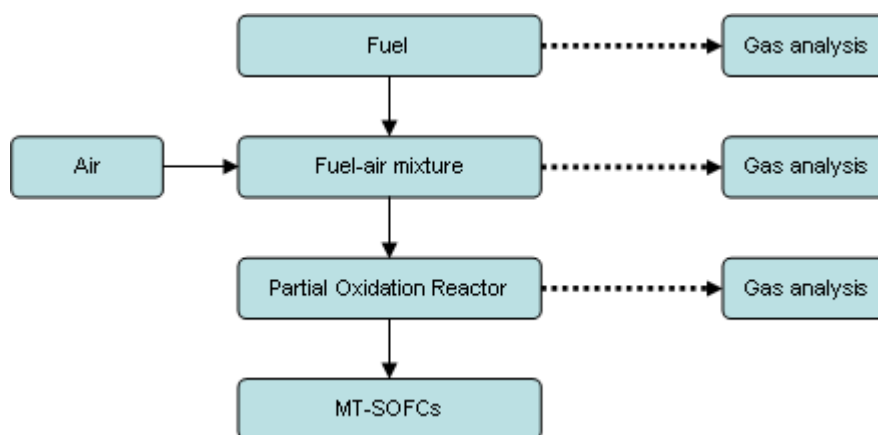 Fuel
Gas analysis
Air
Fuel-air mixture
Gas analysis
Partial Oxidation Reactor
Gas analysis
MT-SOFCs